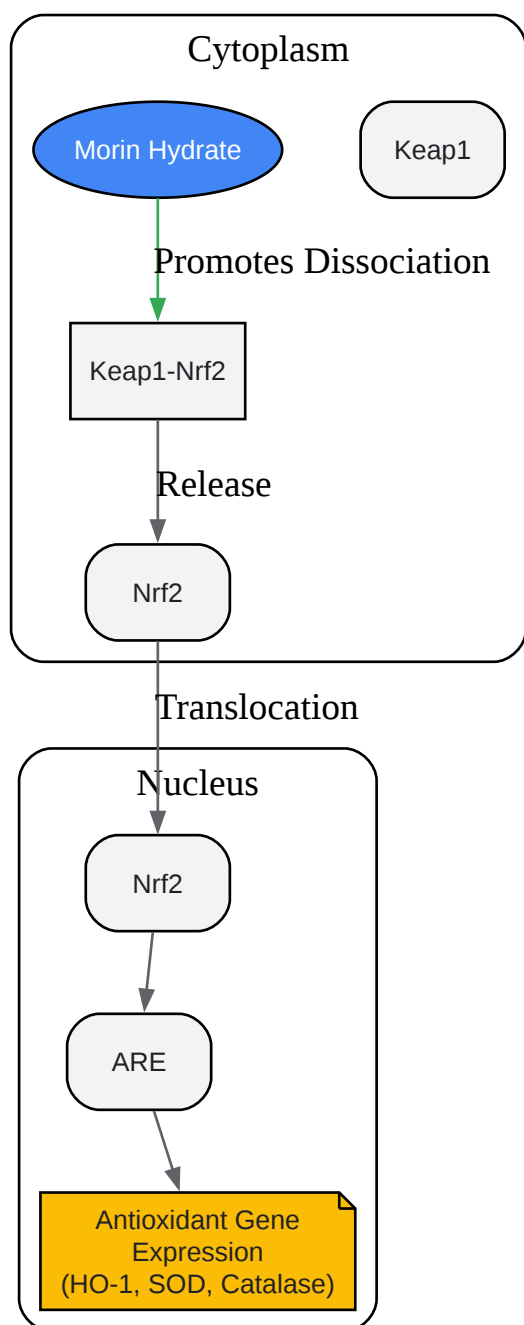 Cytoplasm
Morin Hydrate
Keap1
Promotes Dissociation
Keap1-Nrf2
Release
Nrf2
Translocation
Nucleus
Nrf2
ARE
Antioxidant Gene
Expression
(HO-1, SOD, Catalase)